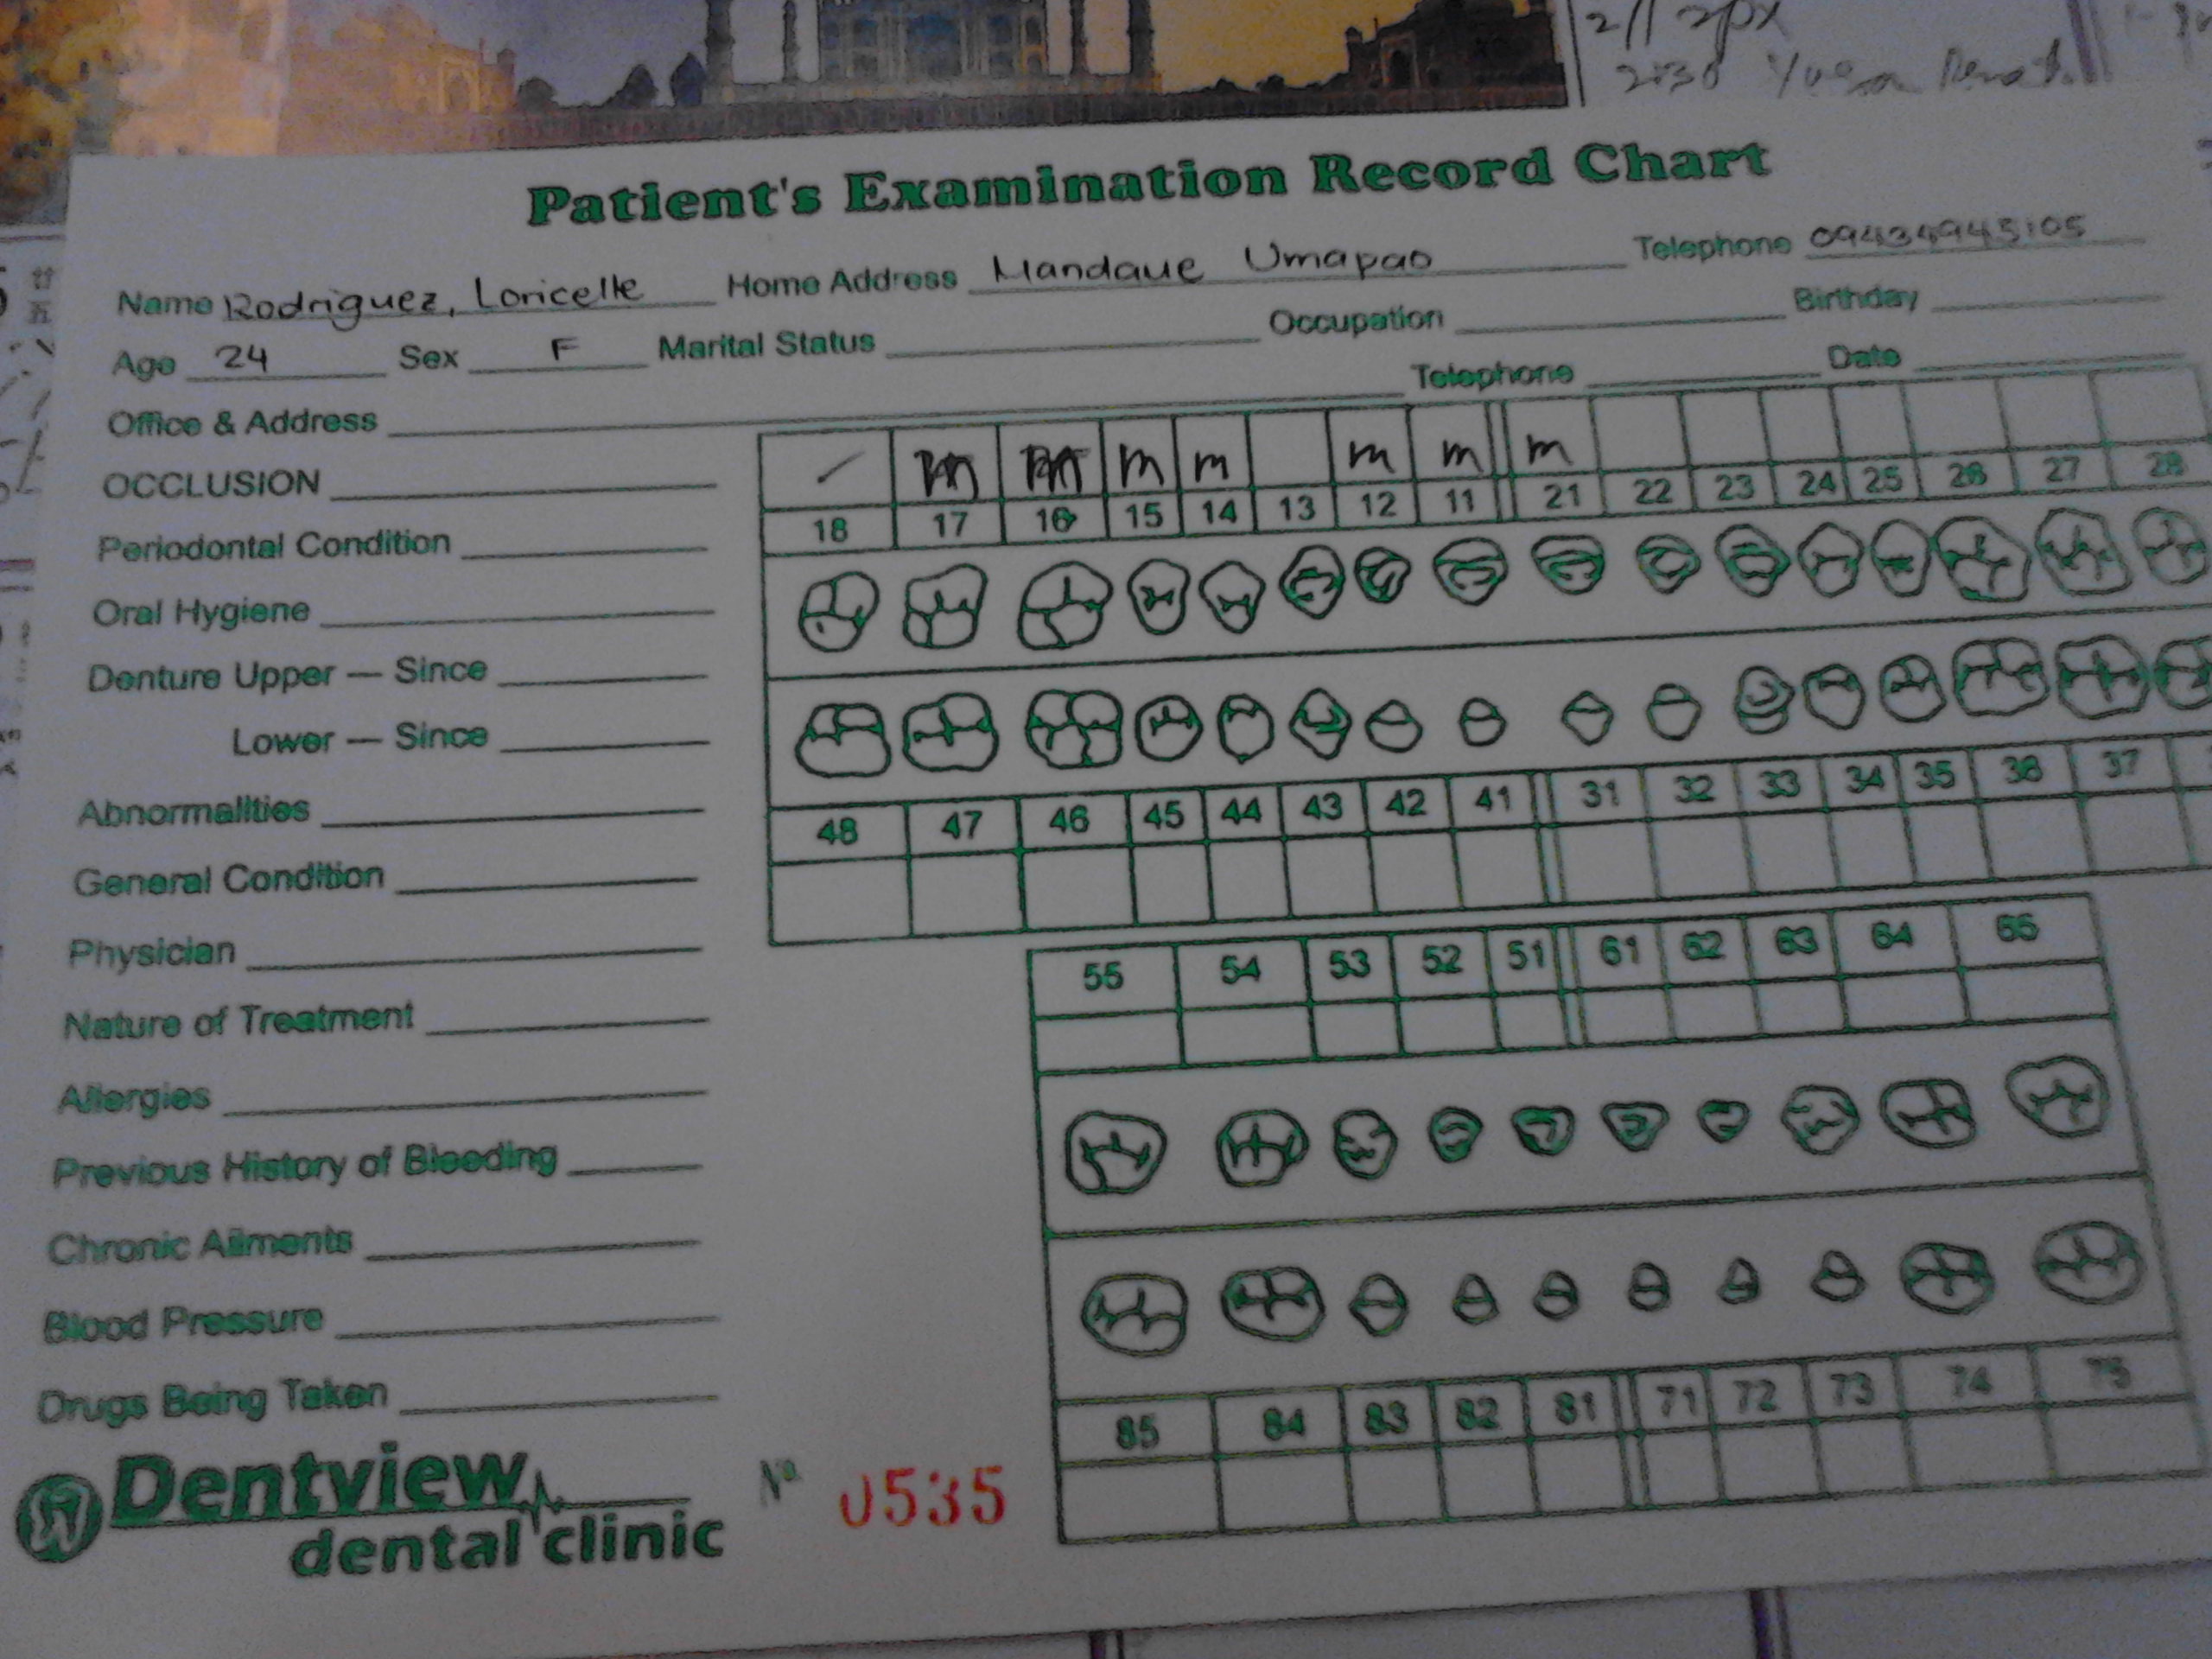 2/1 2px
2:30
Patient's Examination Record Chart
Name Rodriguez, Loricelle Home Address Mandaue Umapao Telephone 09434945105
Age 24 Sex F Marital Status Occupation Birthday
Office & Address Telephone Date
OCCLUSION
✓ m m m m m m m
18 17 16 15 14 13 12 11 21 22 23 24 25 26 27 28
Periodontal Condition
Oral Hygiene
Denture Upper — Since
Lower — Since
Abnormalities
48 47 46 45 44 43 42 41 31 32 33 34 35 36 37
General Condition
Physician
55 54 53 52 51 61 62 63 64 65
Nature of Treatment
Allergies
Previous History of Bleeding
Chronic Ailments
Blood Pressure
Drugs Being Taken
85 84 83 82 81 71 72 73 74 75
Dentview
dental clinic
No. 0535
廿
五